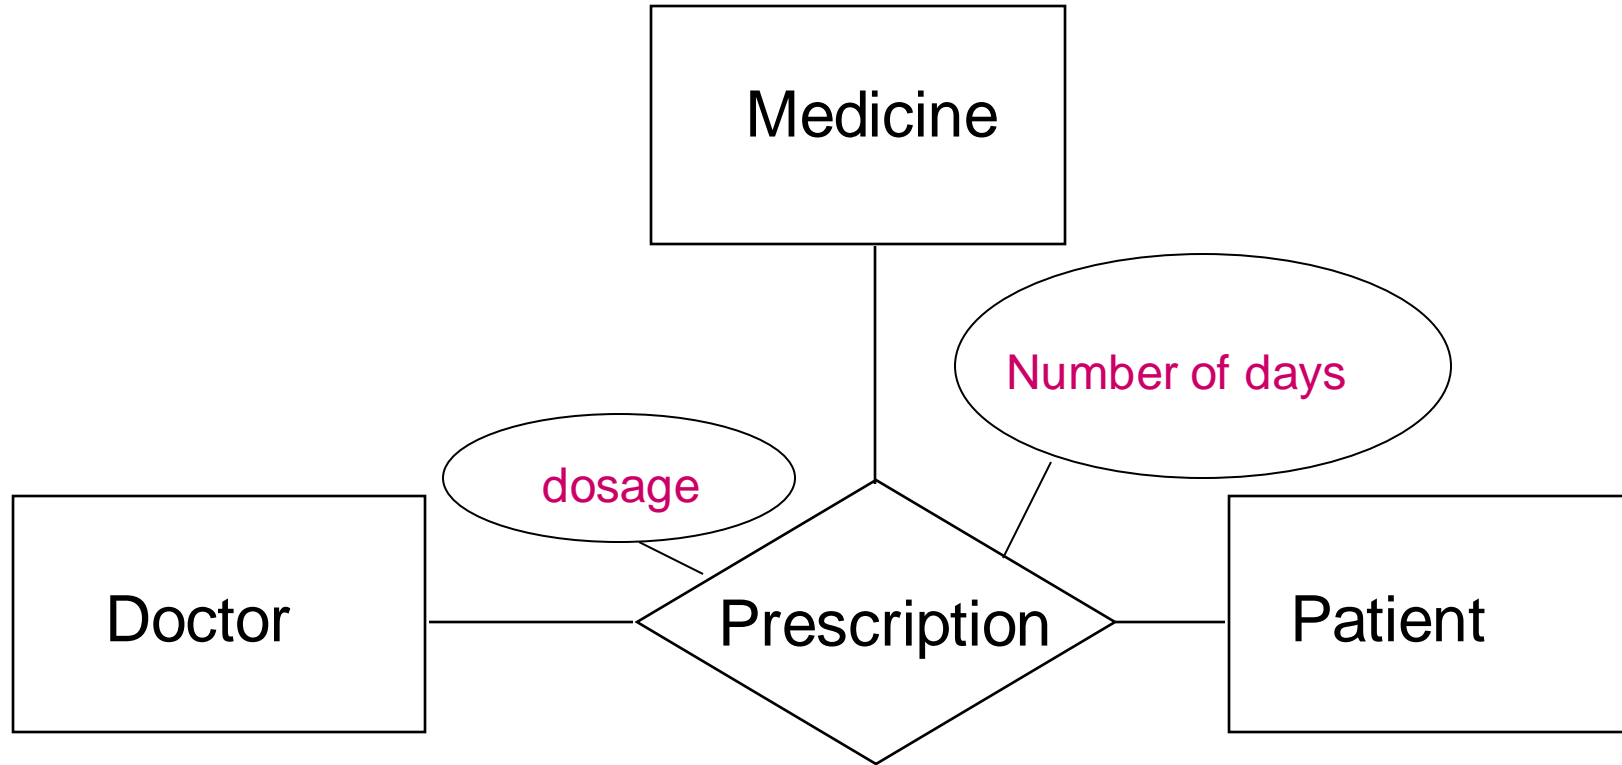 Medicine
Number of days
dosage
Doctor
Prescription
Patient